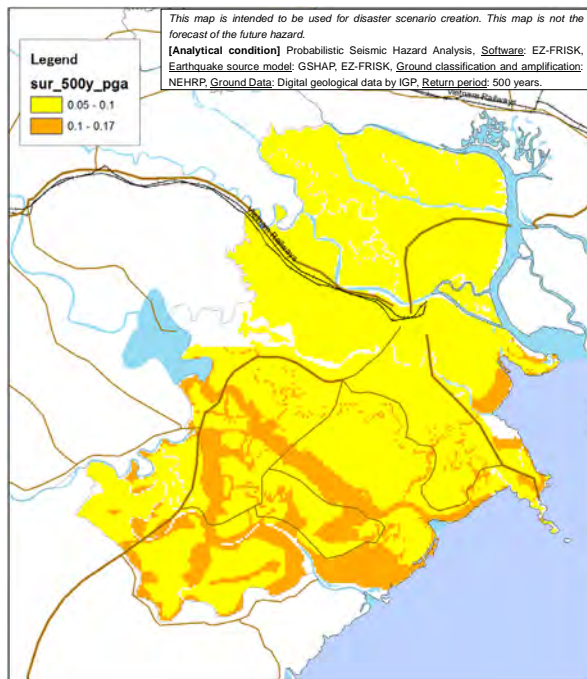 This map is intended to be used for disaster scenario creation. This map is not the
forecast of the future hazard.
[Analytical condition] Probabilistic Seismic Hazard Analysis, Software: EZ-FRISK,
Earthquake source model: GSHAP, EZ-FRISK, Ground classification and amplification:
NEHRP, Ground Data: Digital geological data by IGP, Return period: 500 years.
Legend
sur_500y_pga
0.05 - 0.1
0.1 - 0.17
Vietnam Railways
Railways